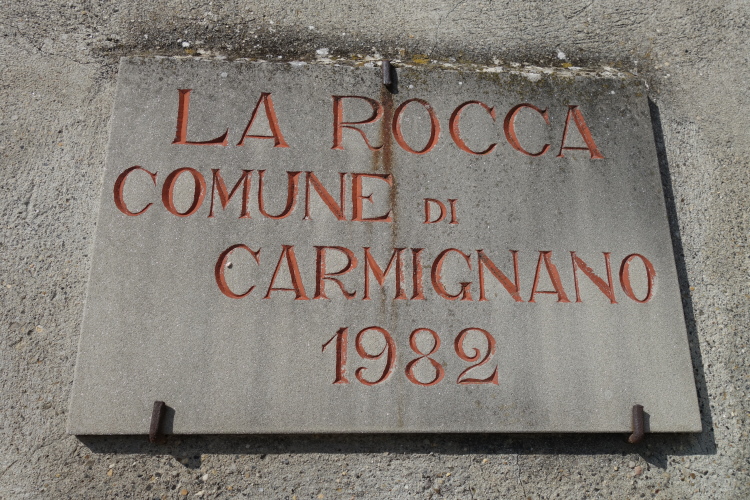 LA ROCCA
COMUNE DI
CARMIGNANO
1982